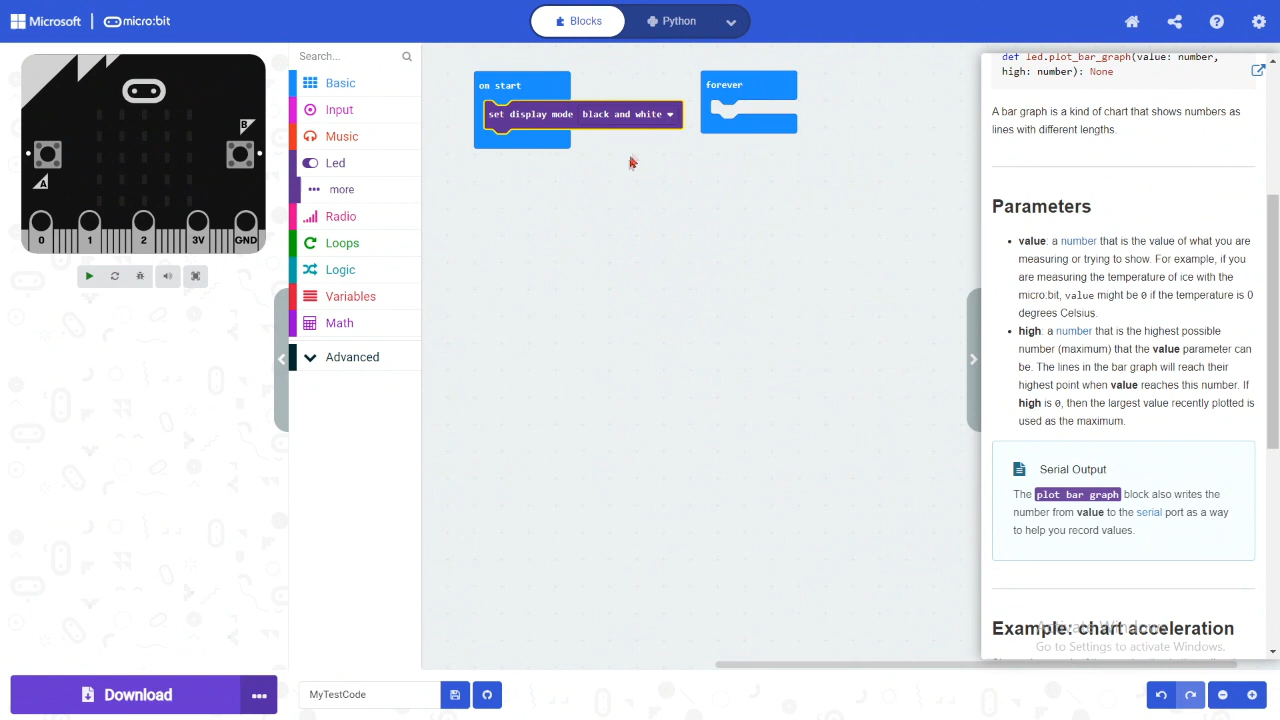 Microsoft
micro:bit
Blocks
Python
Search...
Basic
Input
Music
Led
more
Radio
Loops
Logic
Variables
Math
Advanced
on start
set display mode black and white
forever
A
B
0
1
2
3V
GND
def led.plot_bar_graph(value: number,
high: number): None
A bar graph is a kind of chart that shows numbers as
lines with different lengths.
Parameters
• value: a number that is the value of what you are
measuring or trying to show. For example, if you
are measuring the temperature of ice with the
micro:bit, value might be 0 if the temperature is 0
degrees Celsius.
• high: a number that is the highest possible
number (maximum) that the value parameter can
be. The lines in the bar graph will reach their
highest point when value reaches this number. If
high is 0, then the largest value recently plotted is
used as the maximum.
Serial Output
The plot bar graph block also writes the
number from value to the serial port as a way
to help you record values.
Example: chart acceleration
Activate Windows
Go to Settings to activate Windows.
Download
MyTestCode